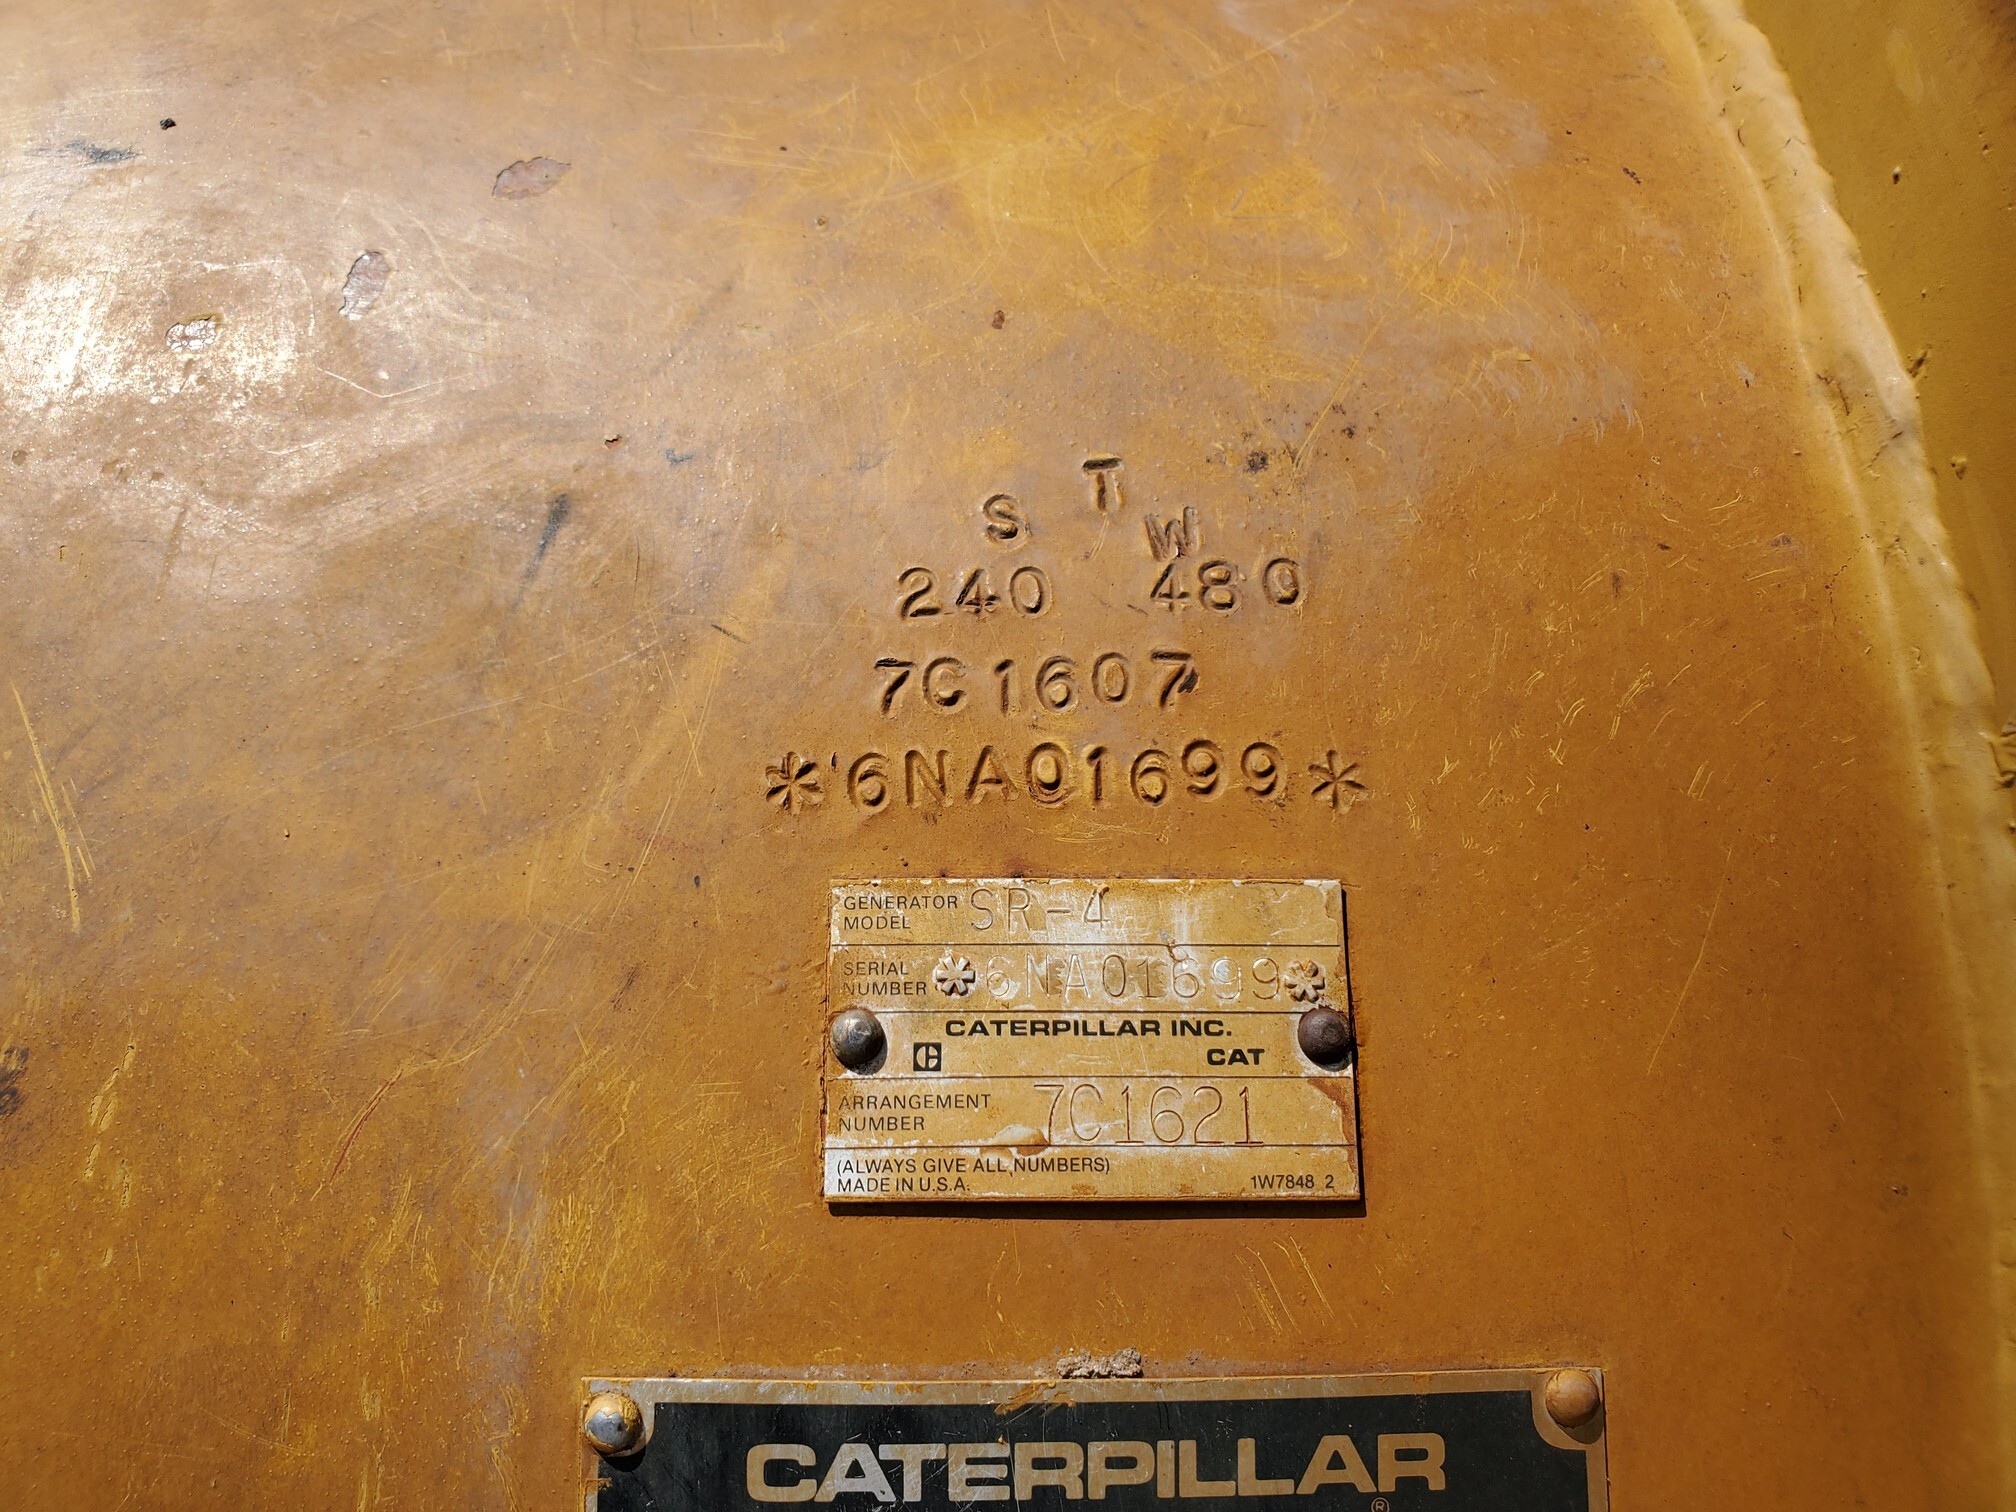 T
S
W
240 480
7C1607
*6NA01699*
GENERATOR MODEL SR-4
SERIAL NUMBER *6NA01699*
CATERPILLAR INC.
CAT
ARRANGEMENT NUMBER 7C1621
(ALWAYS GIVE ALL NUMBERS)
MADE IN U.S.A. 1W7848 2
CATERPILLAR
®